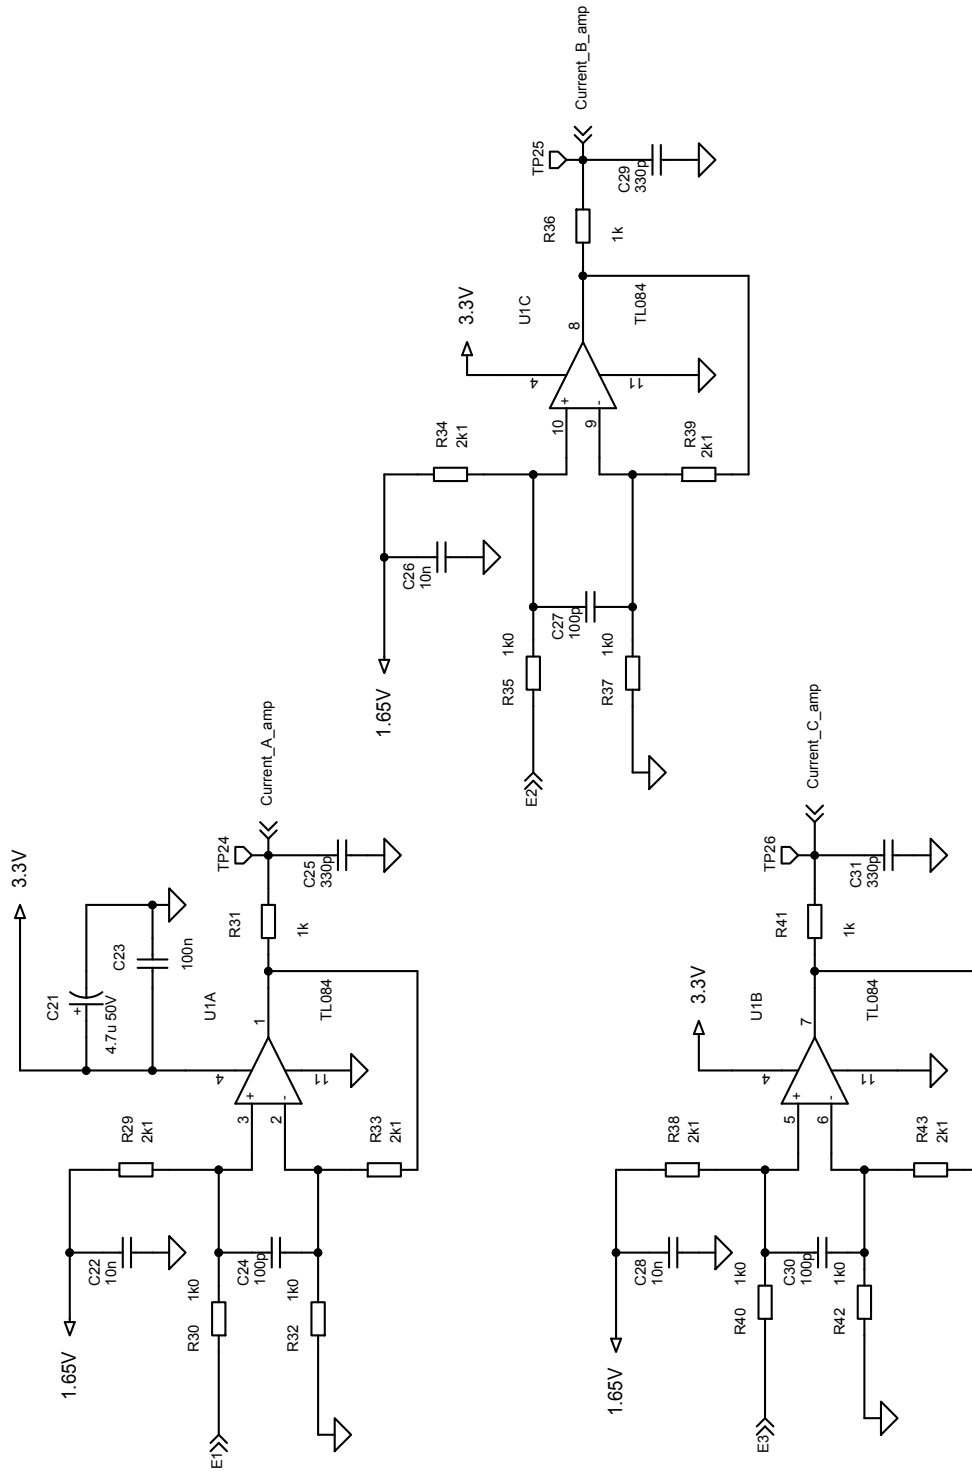 3.3V
C21
4.7u 50V
C23
100n
1.65V
R29
2k1
C22
10n
E1
R30
1k0
C24
100p
R32
1k0
3
+
2
-
4
11
U1A
1
TL084
R33
2k1
R31
1k
TP24
C25
330p
Current_A_amp
1.65V
R34
2k1
C26
10n
E2
R35
1k0
C27
100p
R37
1k0
3.3V
10
+
9
-
4
11
U1C
8
TL084
R39
2k1
R36
1k
TP25
C29
330p
Current_B_amp
1.65V
R38
2k1
C28
10n
E3
R40
1k0
C30
100p
R42
1k0
3.3V
5
+
6
-
4
11
U1B
7
TL084
R43
2k1
R41
1k
TP26
C31
330p
Current_C_amp